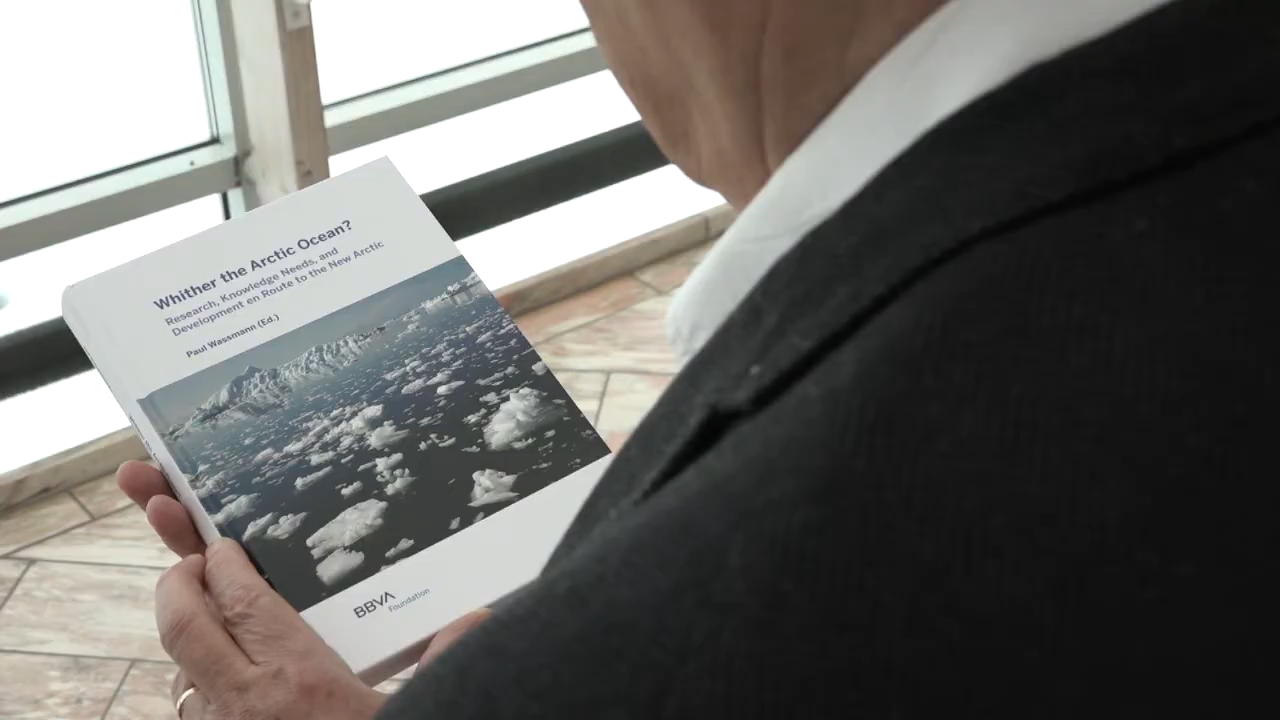 Whither the Arctic Ocean?
Research, Knowledge Needs, and
Development en Route to the New Arctic
Paul Wassmann (Ed.)
BBVA Foundation